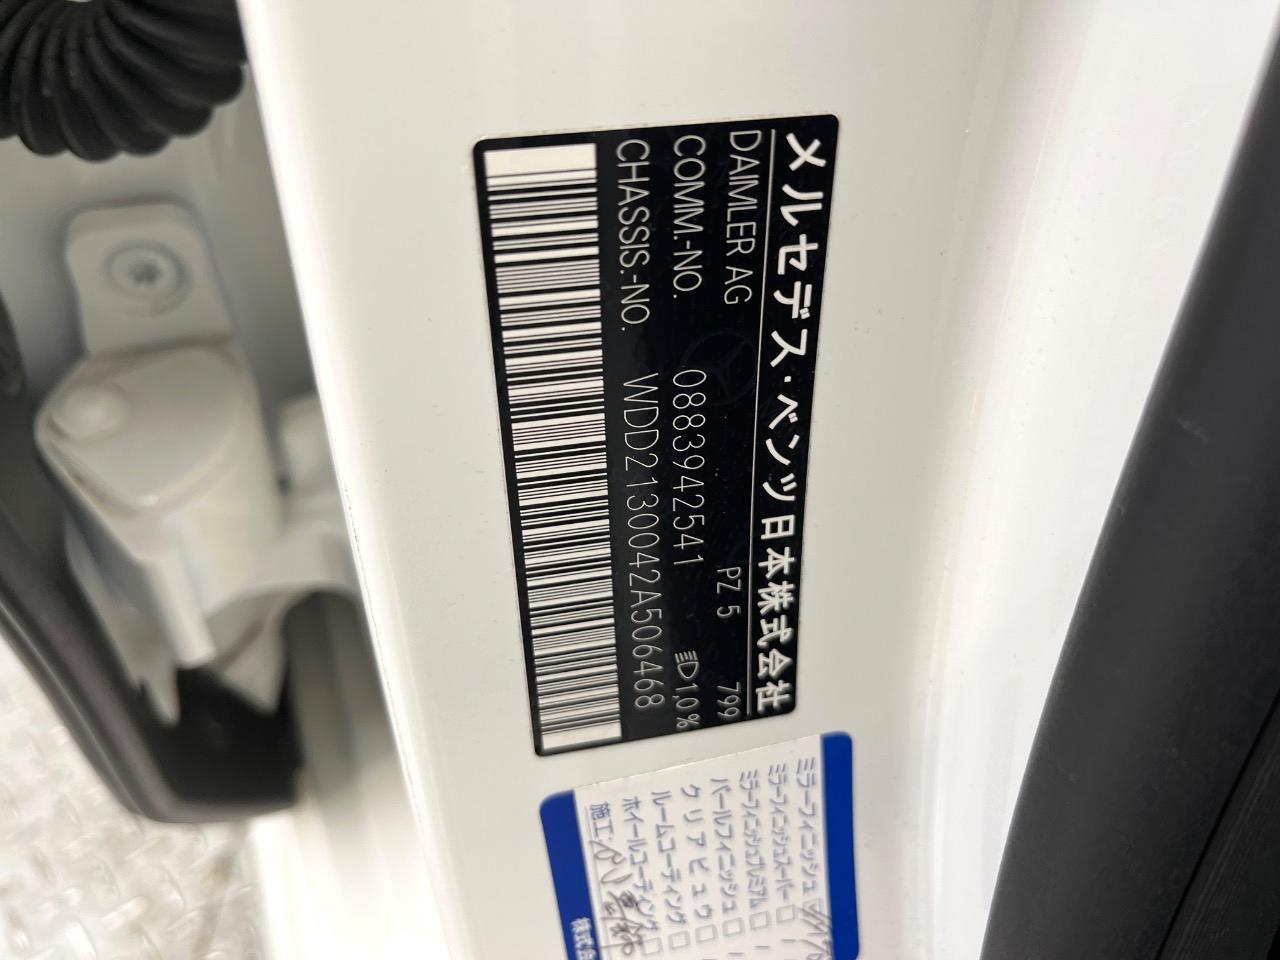 メルセデス・ベンツ日本株式会社
DAIMLER AG PZ 5 799
COMM.-NO. 0883942541 1,0%
CHASSIS.-NO. WDD2130042A506468
ミラーフィニッシュ
ミラーフィニッシュスーパー
ミラーフィニッシュプレミアム
パールフィニッシュ
クリアビュウ
ルームコーティング
ホイールコーティング
施工
株式会